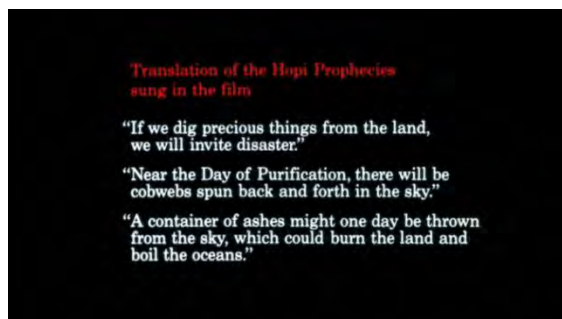 Translation of the Hopi Prophecies
sung in the film
“If we dig precious things from the land,
we will invite disaster.”
“Near the Day of Purification, there will be
cobwebs spun back and forth in the sky.”
“A container of ashes might one day be thrown
from the sky, which could burn the land and
boil the oceans.”